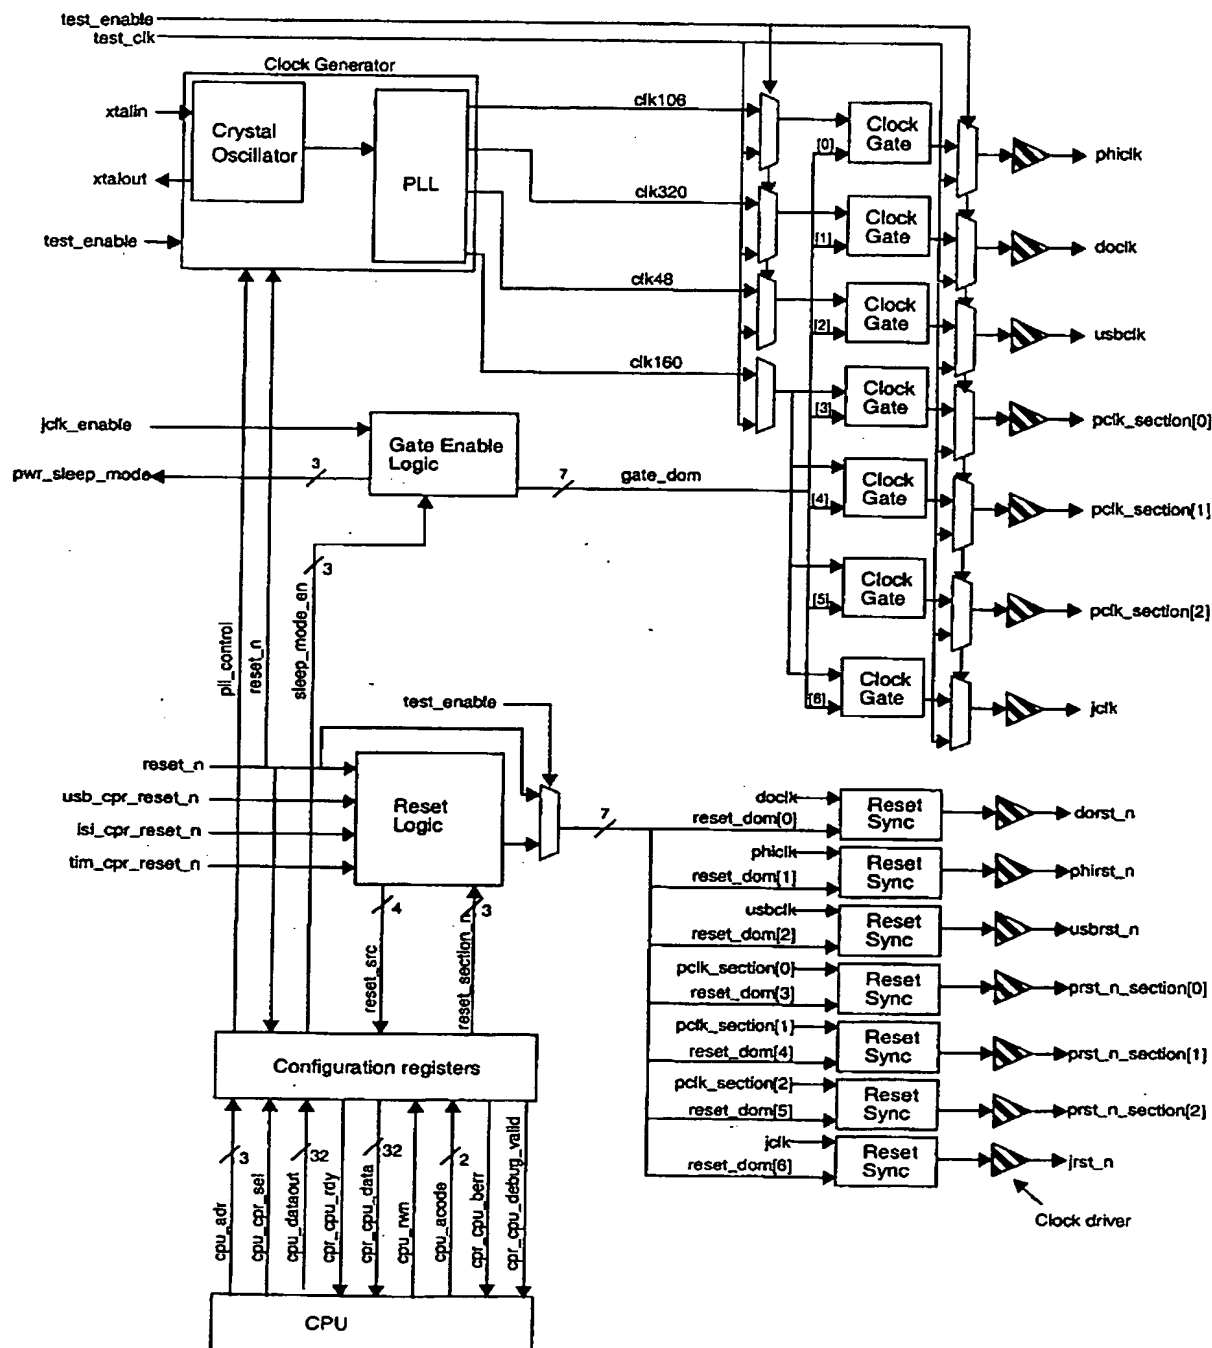 test_enable
test_clk
Clock Generator
xtalin
Crystal
Oscillator
xtalout
PLL
test_enable
clk106
clk320
clk48
clk160
[0]
Clock
Gate
phiclk
[1]
Clock
Gate
doclk
[2]
Clock
Gate
usbclk
[3]
Clock
Gate
pclk_section[0]
jclk_enable
Gate Enable
Logic
pwr_sleep_mode
3
7
gate_dom
[4]
Clock
Gate
pclk_section[1]
3
[5]
Clock
Gate
pclk_section[2]
pll_control
reset_n
sleep_mode_en
[6]
Clock
Gate
jclk
test_enable
reset_n
usb_cpr_reset_n
isi_cpr_reset_n
tim_cpr_reset_n
Reset
Logic
7
4
3
reset_src
reset_section_n
doclk
reset_dom[0]
Reset
Sync
dorst_n
phiclk
reset_dom[1]
Reset
Sync
phirst_n
usbclk
reset_dom[2]
Reset
Sync
usbrst_n
pclk_section[0]
reset_dom[3]
Reset
Sync
prst_n_section[0]
pclk_section[1]
reset_dom[4]
Reset
Sync
prst_n_section[1]
pclk_section[2]
reset_dom[5]
Reset
Sync
prst_n_section[2]
jclk
reset_dom[6]
Reset
Sync
jrst_n
Clock driver
Configuration registers
3
32
32
2
cpu_adr
cpu_cpr_sel
cpu_dataout
cpr_cpu_rdy
cpr_cpu_data
cpu_rwn
cpu_acode
cpr_cpu_berr
cpr_cpu_debug_valid
CPU